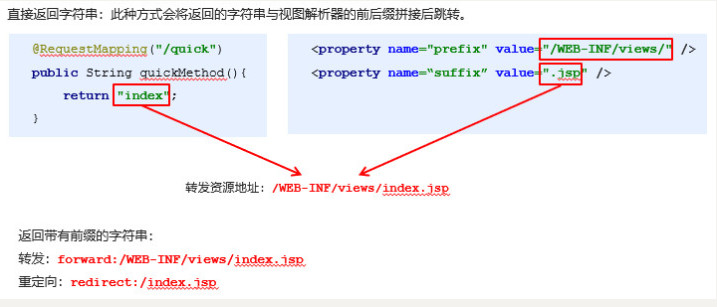 直接返回字符串：此种方式会将返回的字符串与视图解析器的前后缀拼接后跳转。
@RequestMapping("/quick")
public String quickMethod(){
return "index";
}
<property name="prefix" value="/WEB-INF/views/" />
<property name="suffix" value=".jsp" />
转发资源地址：/WEB-INF/views/index.jsp
返回带有前缀的字符串：
转发：forward:/WEB-INF/views/index.jsp
重定向：redirect:/index.jsp